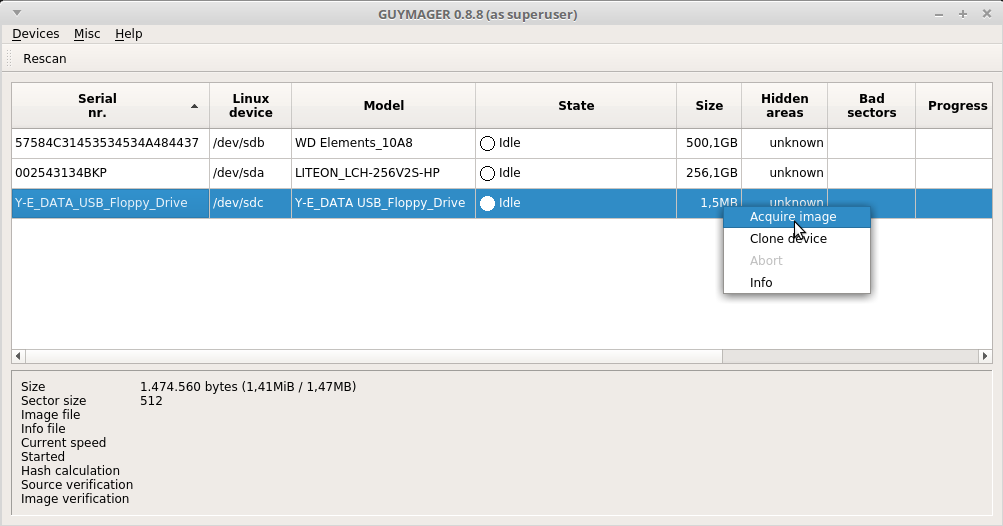 GUYMAGER 0.8.8 (as superuser)
Devices Misc Help
Rescan
Serial nr. Linux device Model State Size Hidden areas Bad sectors Progress
57584C31453534534A484437 /dev/sdb WD Elements_10A8 Idle 500,1GB unknown
002543134BKP /dev/sda LITEON_LCH-256V2S-HP Idle 256,1GB unknown
Y-E_DATA_USB_Floppy_Drive /dev/sdc Y-E_DATA USB_Floppy_Drive Idle 1,5MB unknown
Acquire image
Clone device
Abort
Info
Size 1.474.560 bytes (1,41MiB / 1,47MB)
Sector size 512
Image file
Info file
Current speed
Started
Hash calculation
Source verification
Image verification